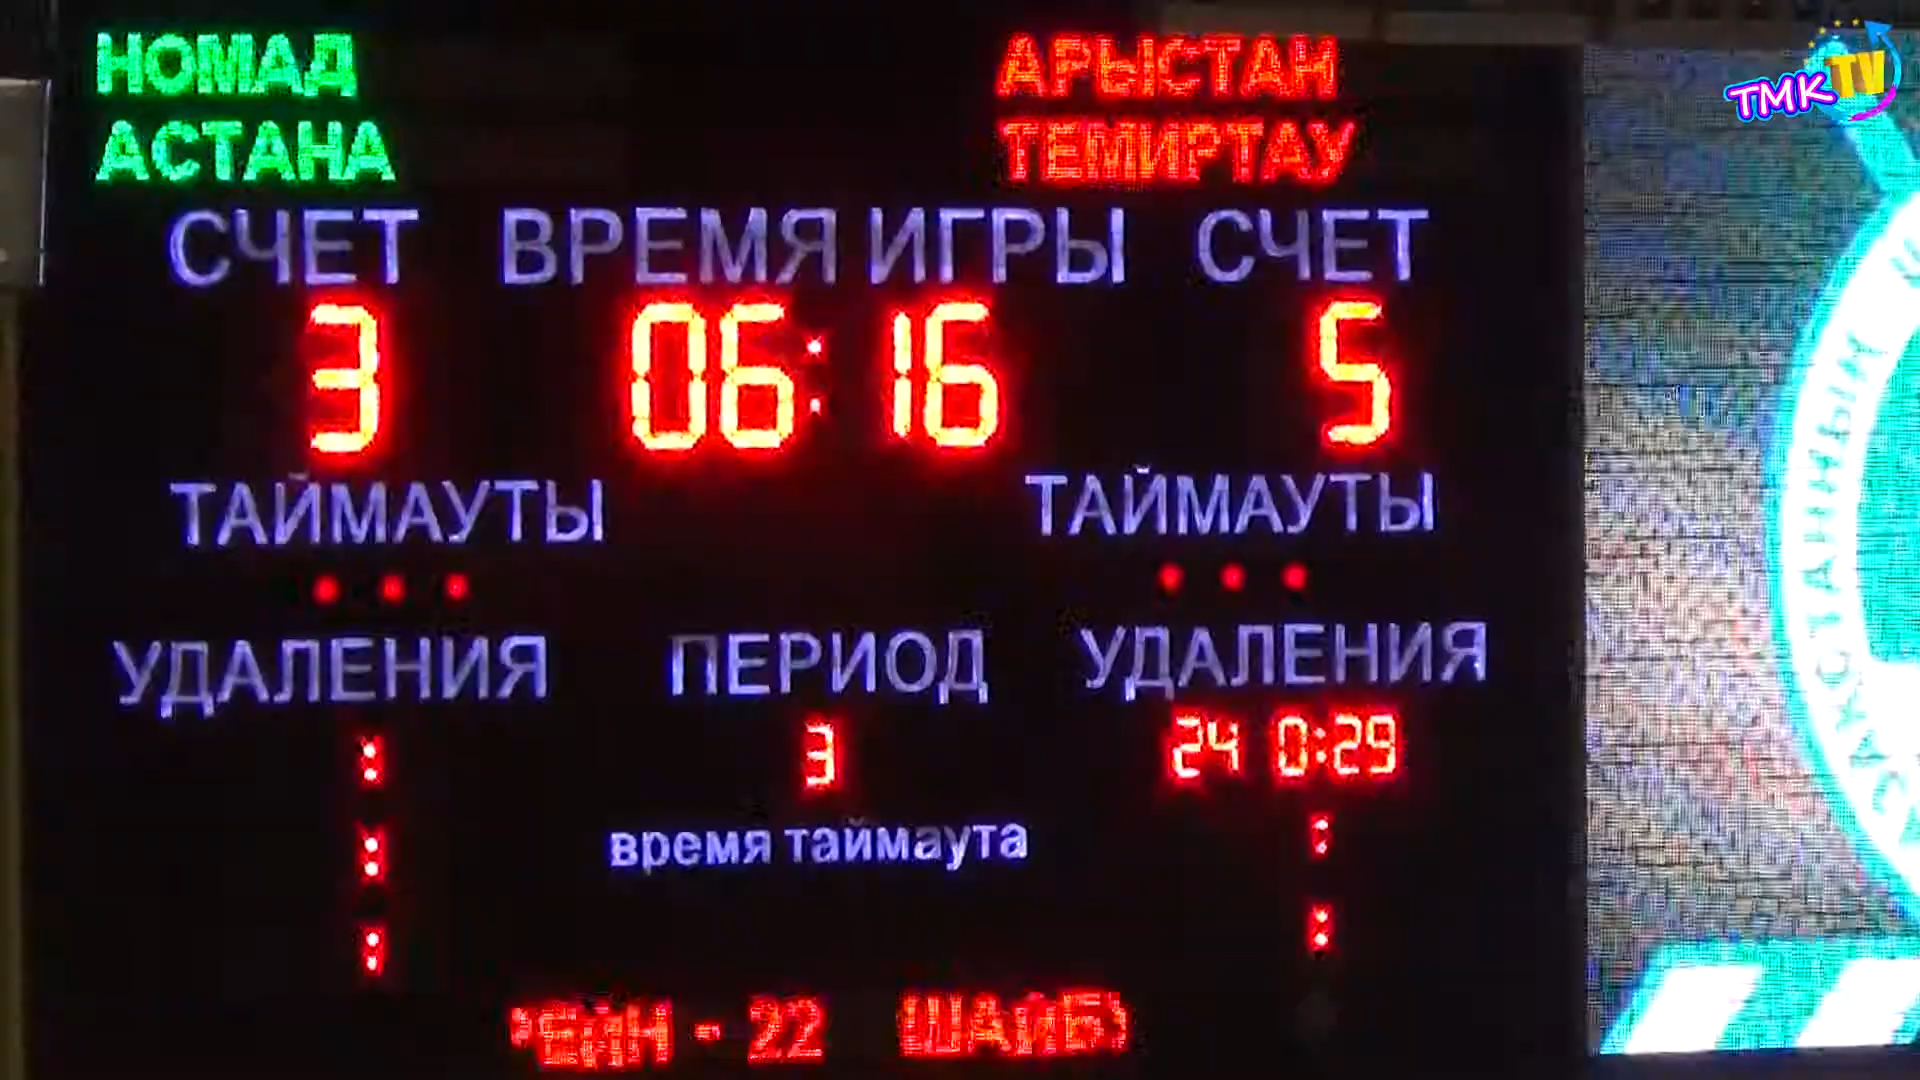 НОМАД АРЫСТАН
АСТАНА ТЕМИРТАУ
СЧЕТ ВРЕМЯ ИГРЫ СЧЕТ
3 06:16 5
ТАЙМАУТЫ ТАЙМАУТЫ
УДАЛЕНИЯ ПЕРИОД УДАЛЕНИЯ
3 24 0:29
время таймаута
- 22 ШАЙБ
TMK TV